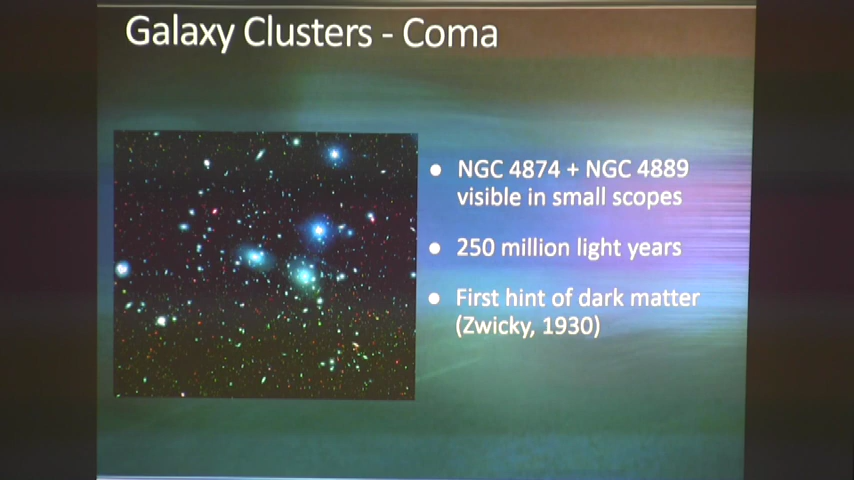 Galaxy Clusters - Coma
● NGC 4874 + NGC 4889
visible in small scopes
● 250 million light years
● First hint of dark matter
(Zwicky, 1930)